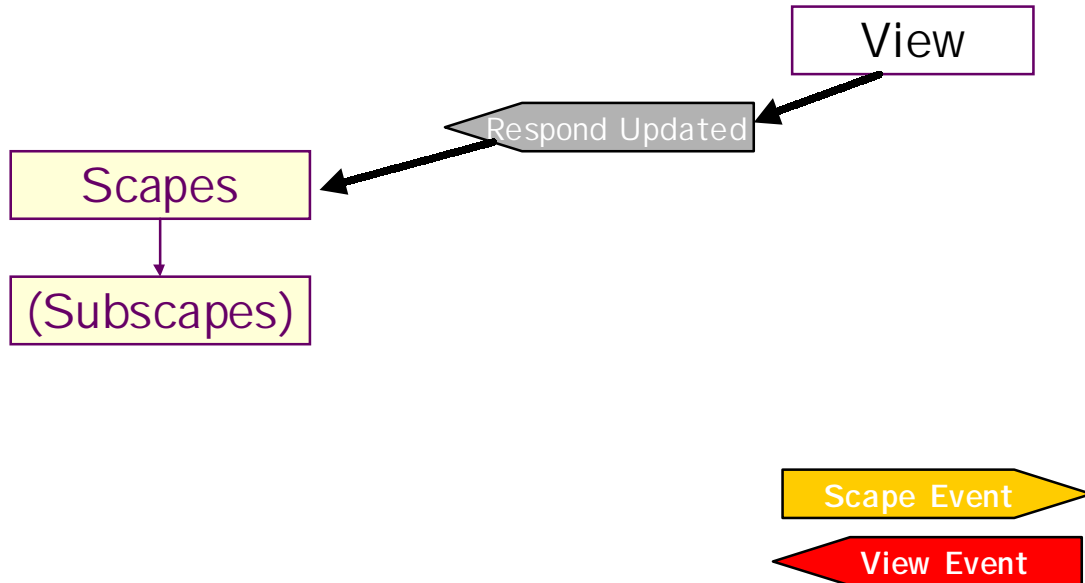 View
Respond Updated
Scapes
(Subscapes)
Scape Event
View Event